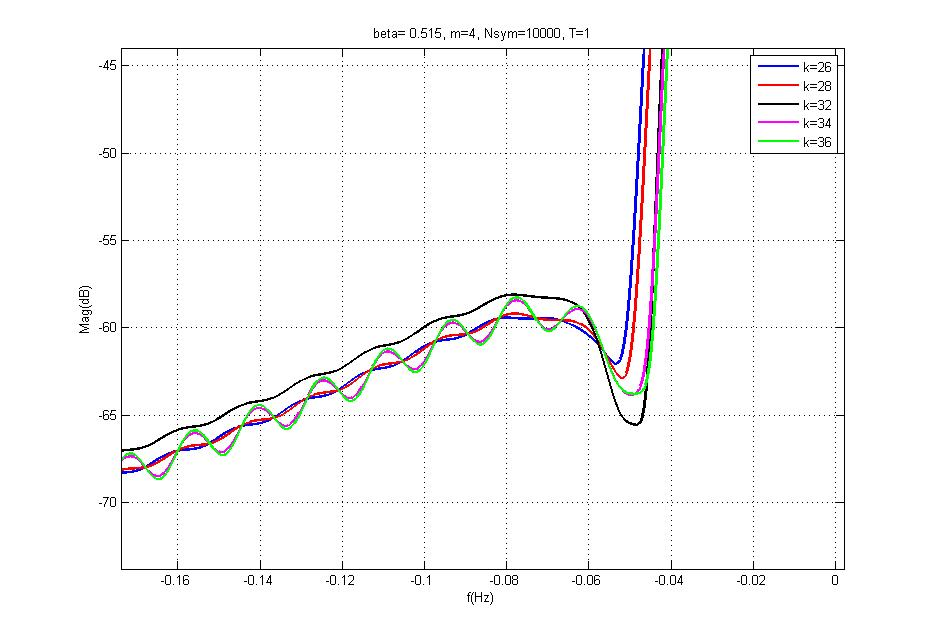 beta= 0.515, m=4, Nsym=10000, T=1
-45
-50
-55
-60
-65
-70
Mag(dB)
k=26
k=28
k=32
k=34
k=36
-0.16 -0.14 -0.12 -0.1 -0.08 -0.06 -0.04 -0.02 0
f(Hz)